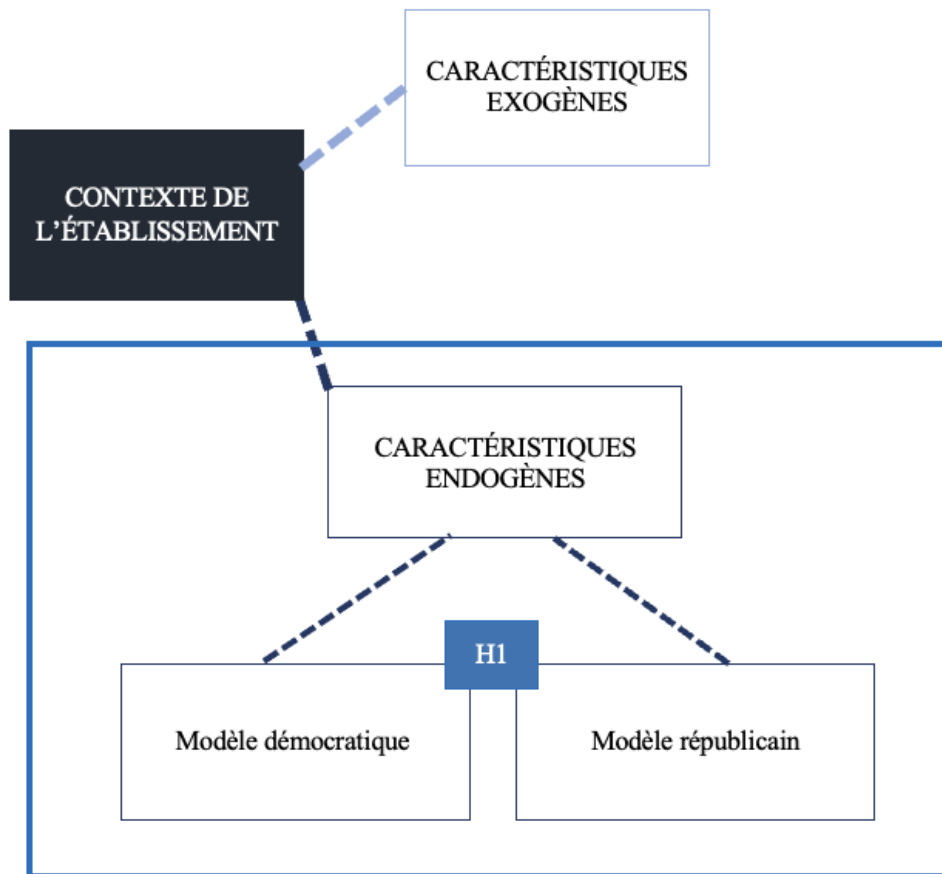 CARACTÉRISTIQUES
EXOGÈNES
CONTEXTE DE
L’ÉTABLISSEMENT
CARACTÉRISTIQUES
ENDOGÈNES
H1
Modèle démocratique
Modèle républicain